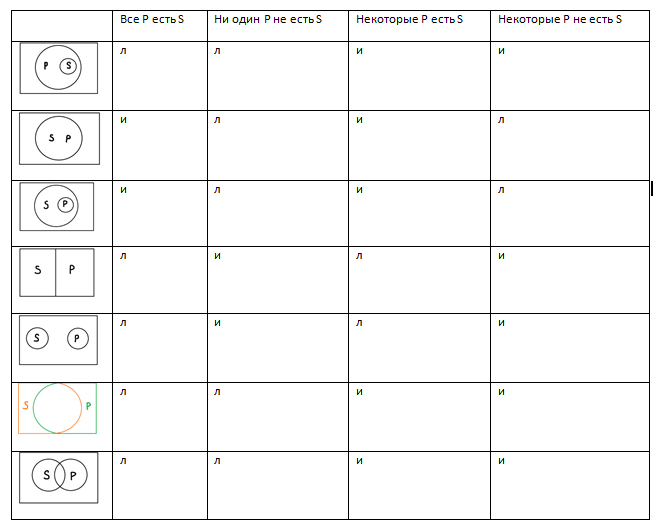 Все P есть S Ни один P не есть S Некоторые P есть S Некоторые P не есть S
P S л л и и
S P и л и л
S P и л и л
S P л и л и
S P л и л и
S P л л и и
S P л л и и